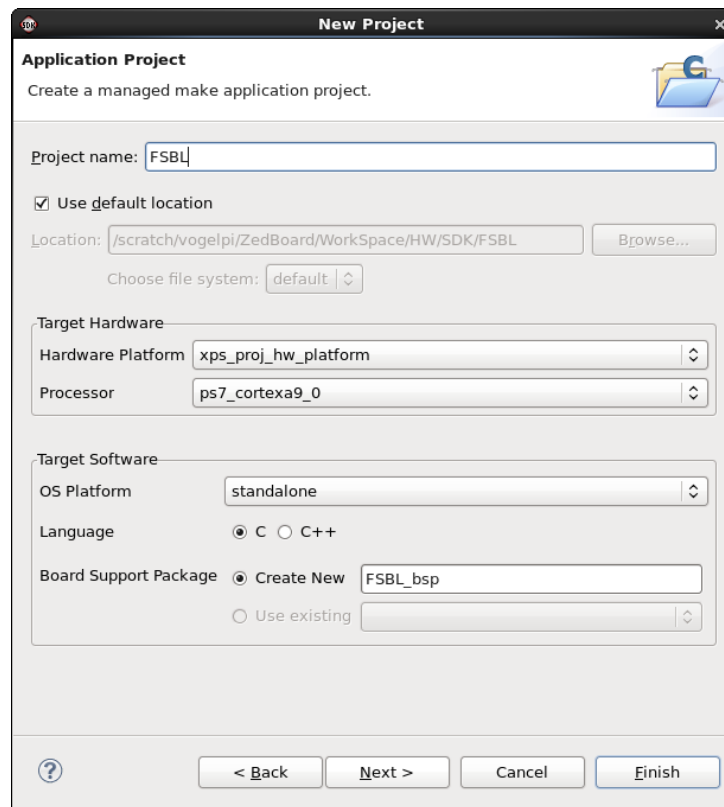 SDK
New Project
Application Project
Create a managed make application project.
C
Project name: FSBL
Use default location
Location: /scratch/vogelpi/ZedBoard/WorkSpace/HW/SDK/FSBL Browse...
Choose file system: default
Target Hardware
Hardware Platform xps_proj_hw_platform
Processor ps7_cortexa9_0
Target Software
OS Platform standalone
Language C C++
Board Support Package Create New FSBL_bsp
Use existing
? < Back Next > Cancel Finish